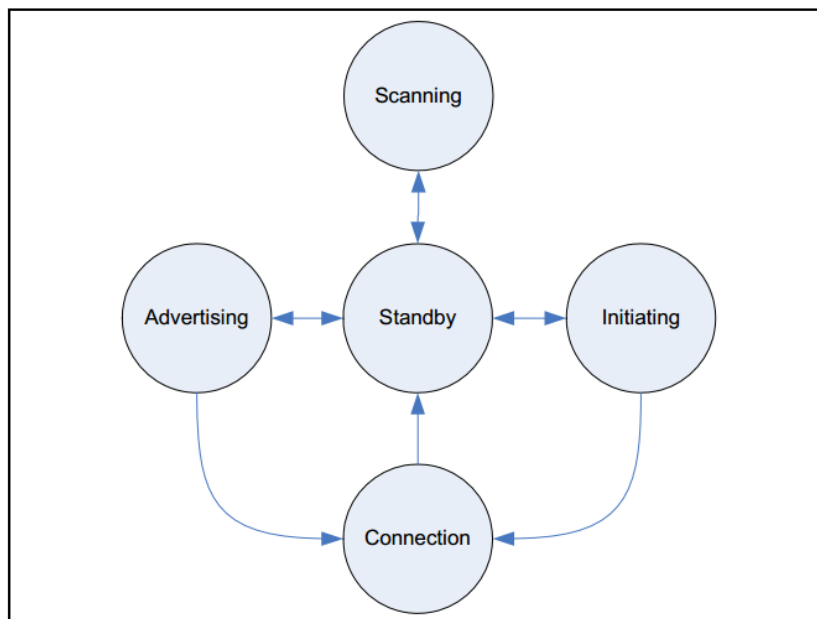 Scanning
Advertising
Standby
Initiating
Connection